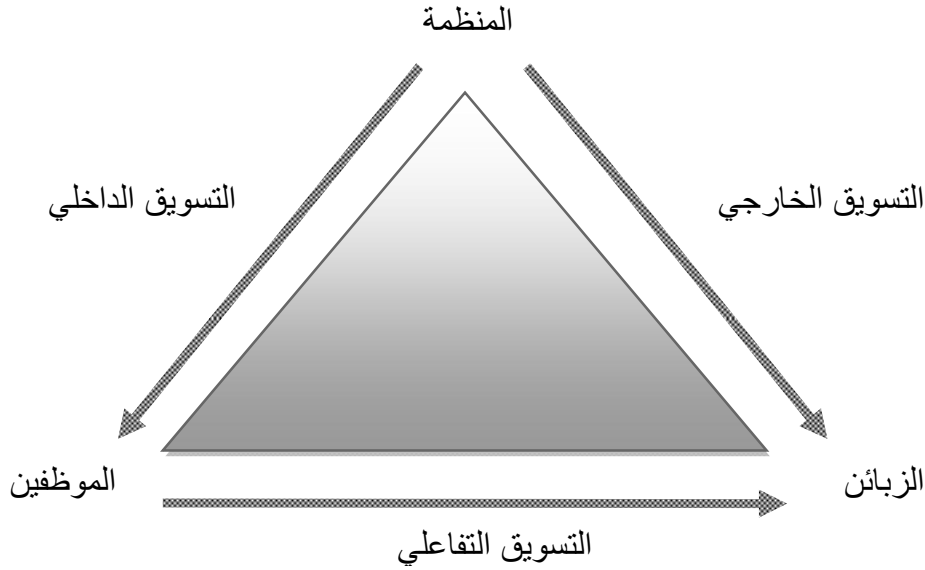 المنظمة
التسويق الخارجي
التسويق الداخلي
الزبائن
الموظفين
التسويق التفاعلي